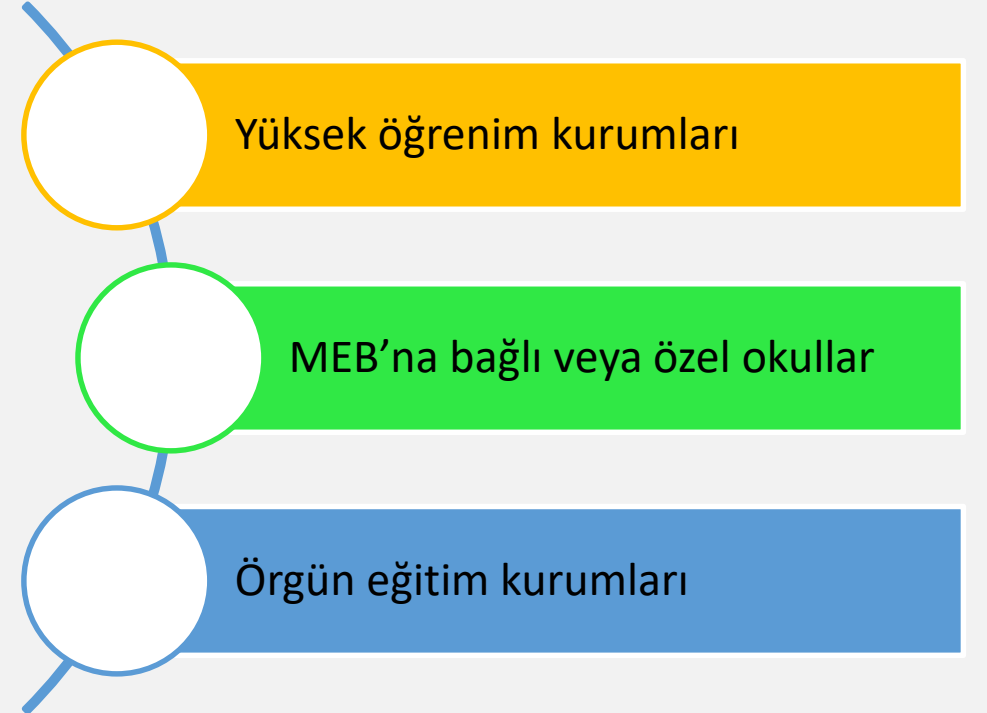 Yüksek öğrenim kurumları
MEB’na bağlı veya özel okullar
Örgün eğitim kurumları